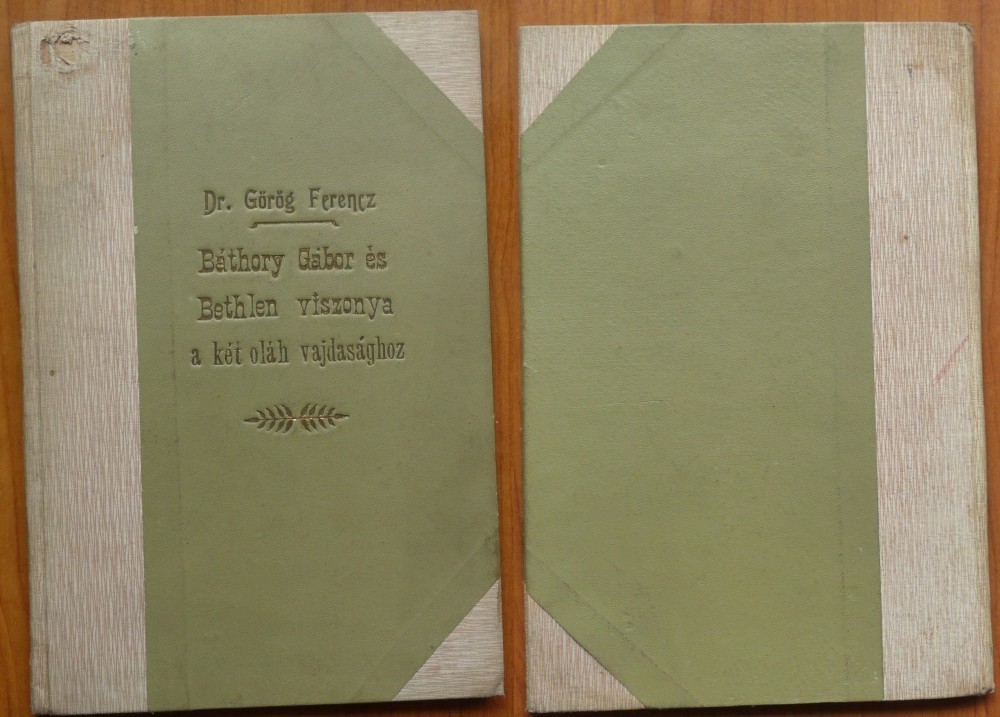 Dr. Görög Ferencz
Báthory Gábor és
Bethlen viszonya
a két oláh vajdasághoz